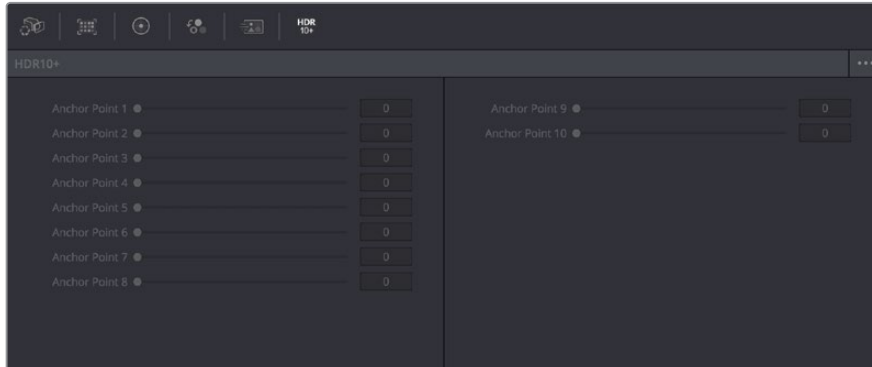 HDR
10+
HDR10+
Anchor Point 1 0
Anchor Point 2 0
Anchor Point 3 0
Anchor Point 4 0
Anchor Point 5 0
Anchor Point 6 0
Anchor Point 7 0
Anchor Point 8 0
Anchor Point 9 0
Anchor Point 10 0